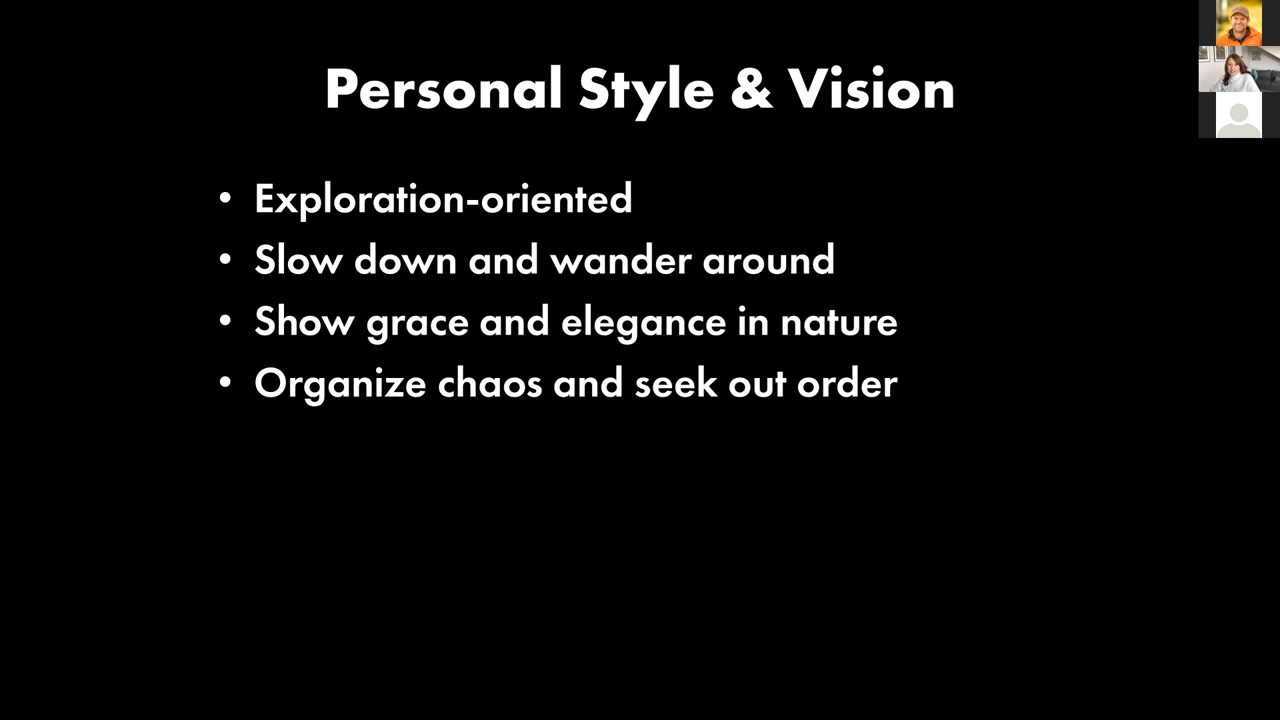 Personal Style & Vision
• Exploration-oriented
• Slow down and wander around
• Show grace and elegance in nature
• Organize chaos and seek out order